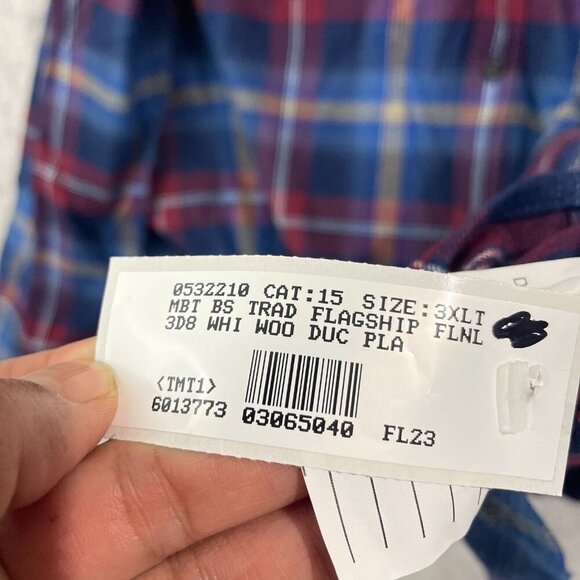 0532210 CAT:15 SIZE:3XLT
MBT BS TRAD FLAGSHIP FLNL
3D8 WHI WOO DUC PLA
<TMT1>
6013773 03065040 FL23